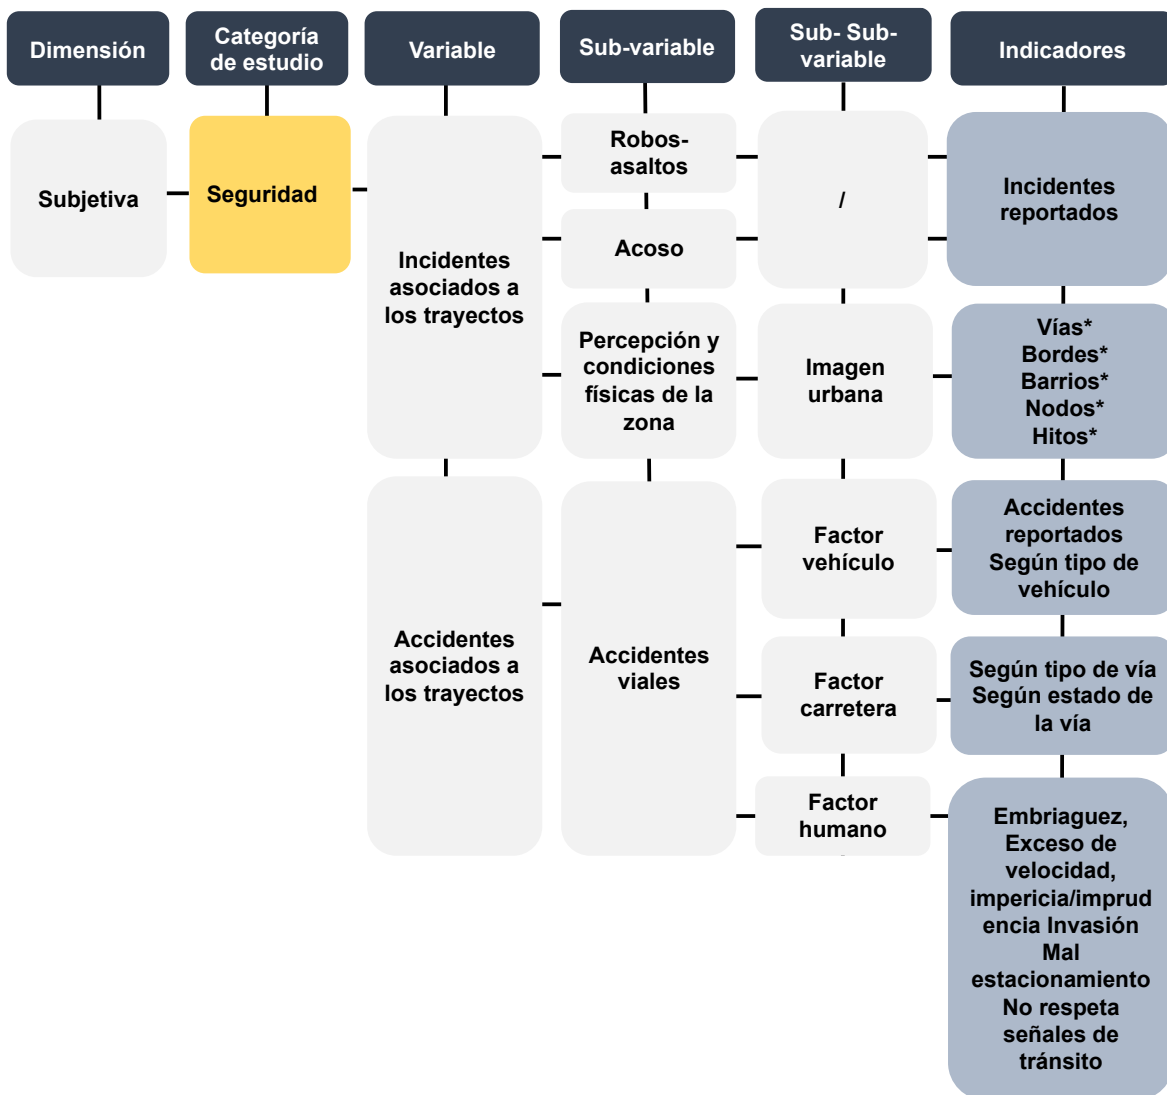 Dimensión
Categoría
de estudio
Variable
Sub-variable
Sub- Sub-
variable
Indicadores
Subjetiva
Seguridad
Incidentes
asociados a
los trayectos
Robos-
asaltos
/
Incidentes
reportados
Acoso
Percepción y
condiciones
físicas de la
zona
Imagen
urbana
Vías*
Bordes*
Barrios*
Nodos*
Hitos*
Accidentes
asociados a
los trayectos
Accidentes
viales
Factor
vehículo
Accidentes
reportados
Según tipo de
vehículo
Factor
carretera
Según tipo de vía
Según estado de
la vía
Factor
humano
Embriaguez,
Exceso de
velocidad,
impericia/imprud
encia Invasión
Mal
estacionamiento
No respeta
señales de
tránsito